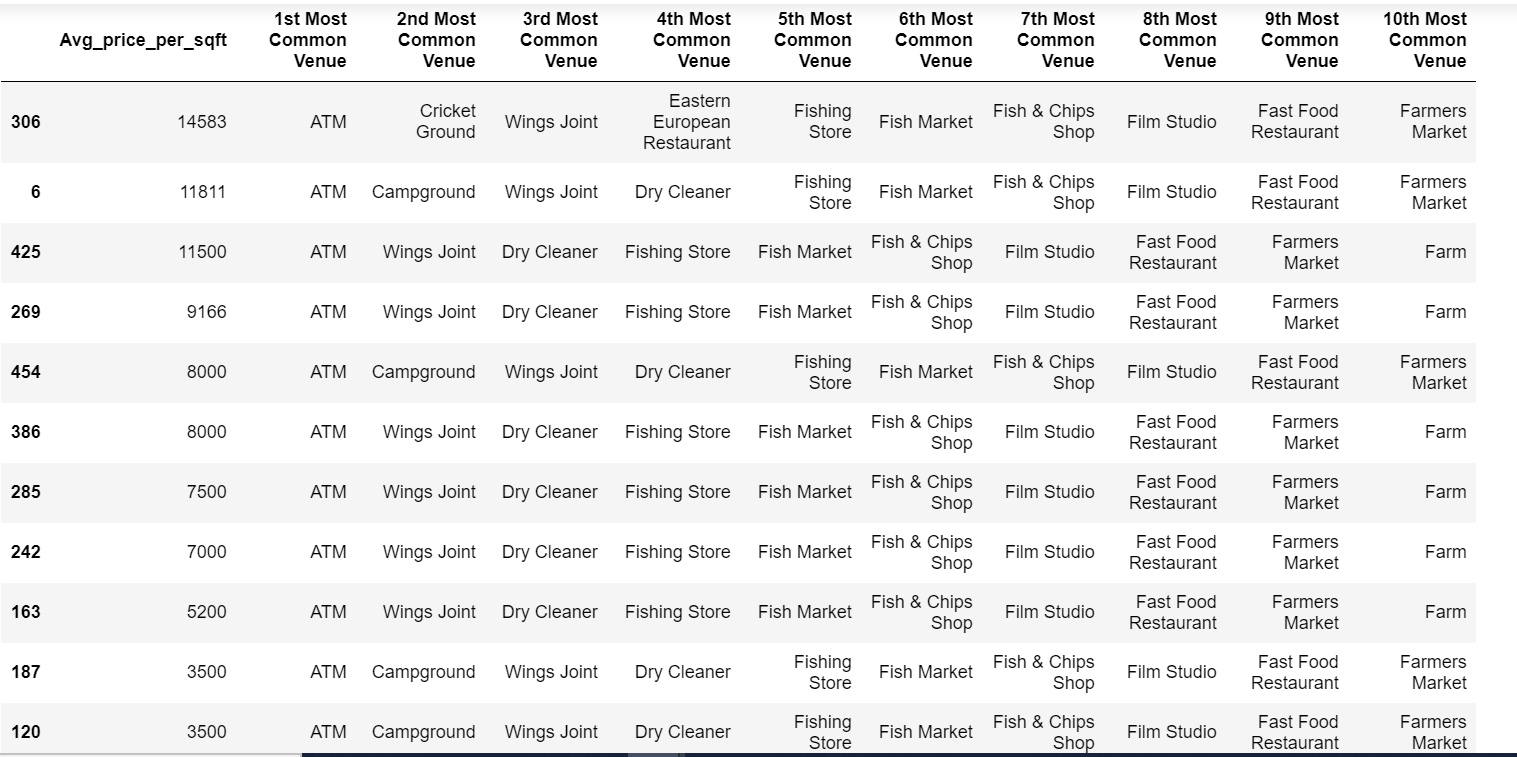 Avg_price_per_sqft 1st Most Common Venue 2nd Most Common Venue 3rd Most Common Venue 4th Most Common Venue 5th Most Common Venue 6th Most Common Venue 7th Most Common Venue 8th Most Common Venue 9th Most Common Venue 10th Most Common Venue
306 14583 ATM Cricket Ground Wings Joint Eastern European Restaurant Fishing Store Fish Market Fish & Chips Shop Film Studio Fast Food Restaurant Farmers Market
6 11811 ATM Campground Wings Joint Dry Cleaner Fishing Store Fish Market Fish & Chips Shop Film Studio Fast Food Restaurant Farmers Market
425 11500 ATM Wings Joint Dry Cleaner Fishing Store Fish Market Fish & Chips Shop Film Studio Fast Food Restaurant Farmers Market Farm
269 9166 ATM Wings Joint Dry Cleaner Fishing Store Fish Market Fish & Chips Shop Film Studio Fast Food Restaurant Farmers Market Farm
454 8000 ATM Campground Wings Joint Dry Cleaner Fishing Store Fish Market Fish & Chips Shop Film Studio Fast Food Restaurant Farmers Market
386 8000 ATM Wings Joint Dry Cleaner Fishing Store Fish Market Fish & Chips Shop Film Studio Fast Food Restaurant Farmers Market Farm
285 7500 ATM Wings Joint Dry Cleaner Fishing Store Fish Market Fish & Chips Shop Film Studio Fast Food Restaurant Farmers Market Farm
242 7000 ATM Wings Joint Dry Cleaner Fishing Store Fish Market Fish & Chips Shop Film Studio Fast Food Restaurant Farmers Market Farm
163 5200 ATM Wings Joint Dry Cleaner Fishing Store Fish Market Fish & Chips Shop Film Studio Fast Food Restaurant Farmers Market Farm
187 3500 ATM Campground Wings Joint Dry Cleaner Fishing Store Fish Market Fish & Chips Shop Film Studio Fast Food Restaurant Farmers Market
120 3500 ATM Campground Wings Joint Dry Cleaner Fishing Store Fish Market Fish & Chips Shop Film Studio Fast Food Restaurant Farmers Market